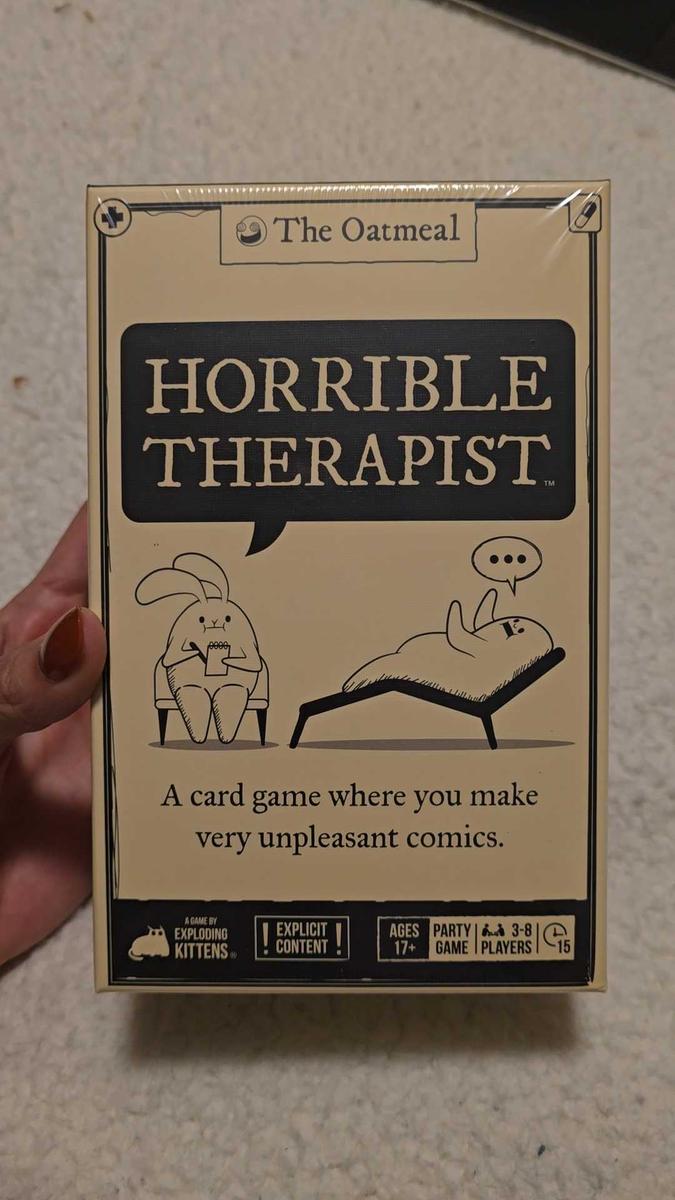 The Oatmeal
HORRIBLE
THERAPIST™
A card game where you make
very unpleasant comics.
A GAME BY
EXPLODING
KITTENS®
! EXPLICIT !
CONTENT
AGES
17+
PARTY
GAME
3-8
PLAYERS
15